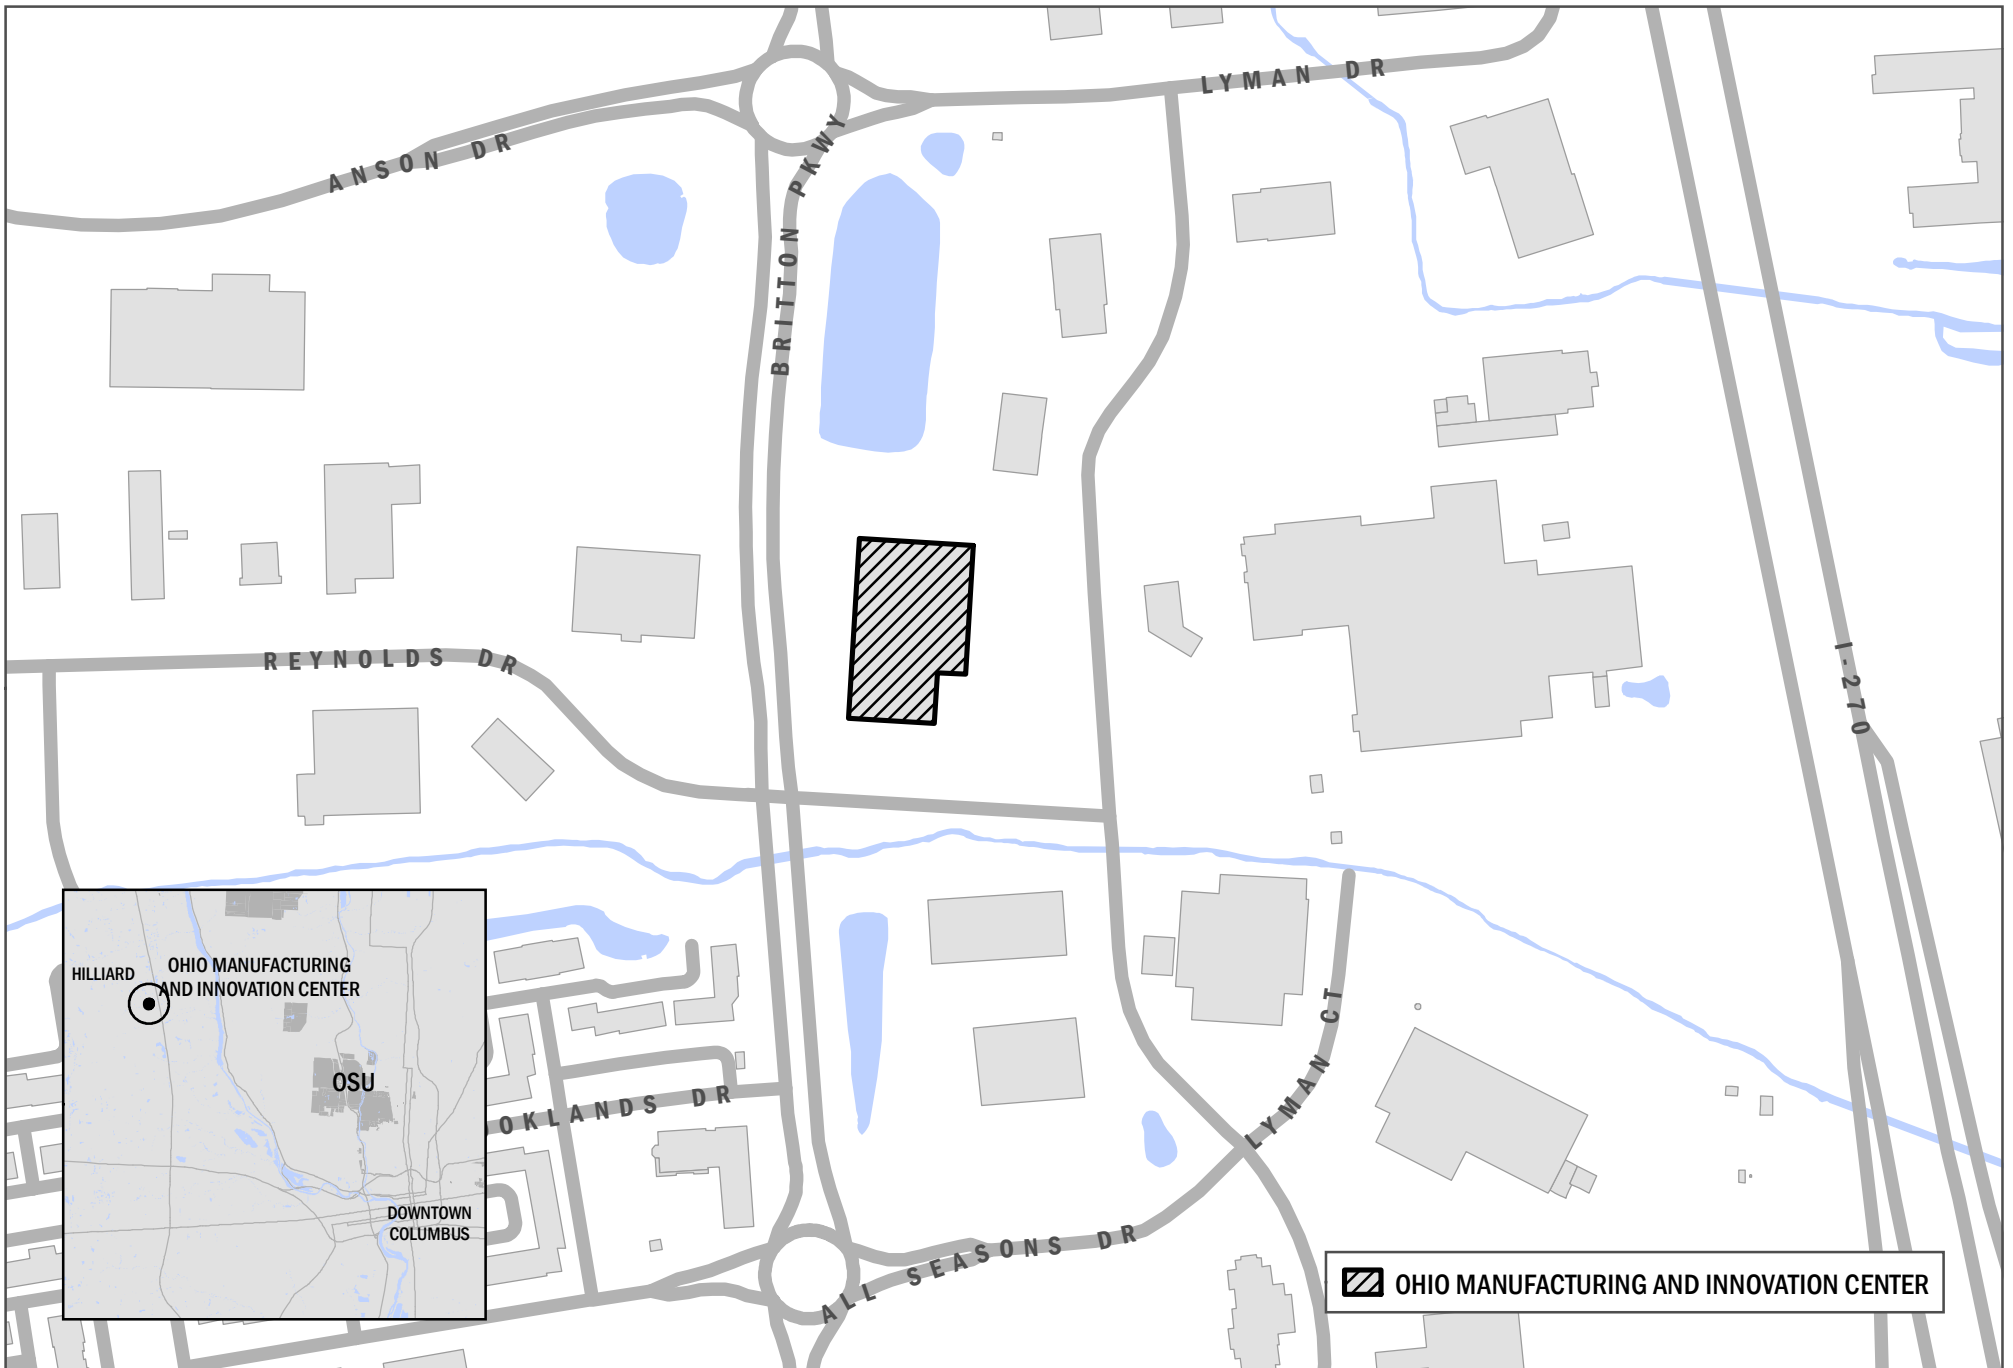 LYMAN DR
ANSON DR
BRITTON PKWY
REYNOLDS DR
I-270
HILLIARD
OHIO MANUFACTURING
AND INNOVATION CENTER
OSU
DOWNTOWN
COLUMBUS
OKLANDS DR
LYMAN CT
ALL SEASONS DR
OHIO MANUFACTURING AND INNOVATION CENTER